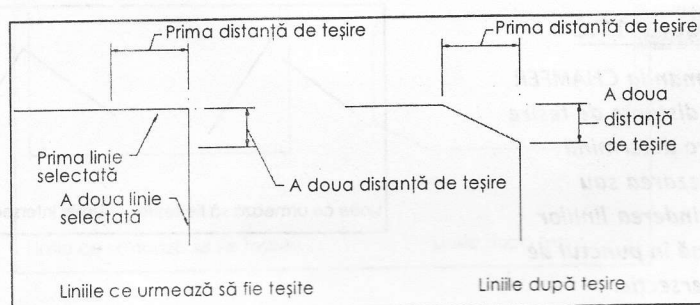 Prima distanță de teșire
Prima linie
selectată
A doua linie
selectată
A doua distanță de teșire
Liniile ce urmează să fie teșite
Prima distanță de teșire
A doua
distanță
de teșire
Liniile după teșire